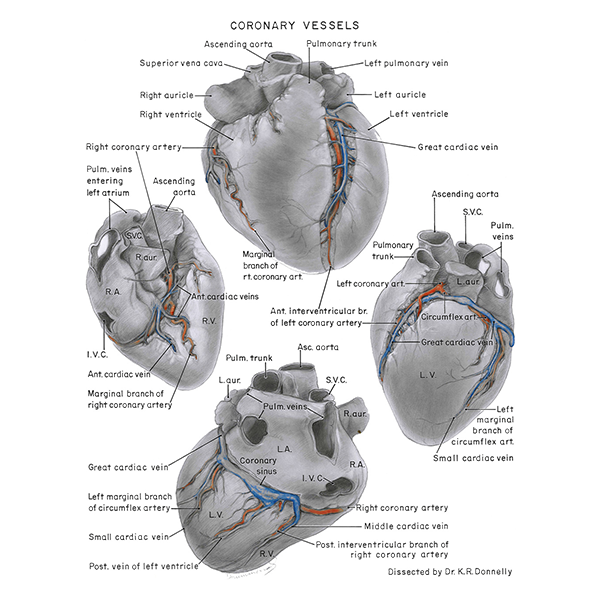 CORONARY VESSELS
Ascending aorta
Pulmonary trunk
Superior vena cava
Left pulmonary vein
Right auricle
Left auricle
Right ventricle
Left ventricle
Right coronary artery
Great cardiac vein
Marginal
branch of
rt. coronary art.
Ant. interventricular br.
of left coronary artery
Pulm. veins
entering
left atrium
Ascending
aorta
S.V.C.
R.aur.
R.A.
Ant.cardiac veins
R.V.
I.V.C.
Ant. cardiac vein
Marginal branch of
right coronary artery
Ascending aorta
S.V.C.
Pulm.
veins
Pulmonary
trunk
Left coronary art.
L. aur.
Circumflex art.
Great cardiac vein
L. V.
Left
marginal
branch of
circumflex art.
Small cardiac vein
Asc. aorta
Pulm. trunk
L. aur.
S.V.C.
Pulm. veins
R. aur.
L.A.
R.A.
Great cardiac vein
Coronary
sinus
I.V.C.
Left marginal branch
of circumflex artery
L.V.
Right coronary artery
Middle cardiac vein
Small cardiac vein
R.V.
Post. interventricular branch of
right coronary artery
Post. vein of left ventricle
Dissected by Dr. K.R. Donnelly